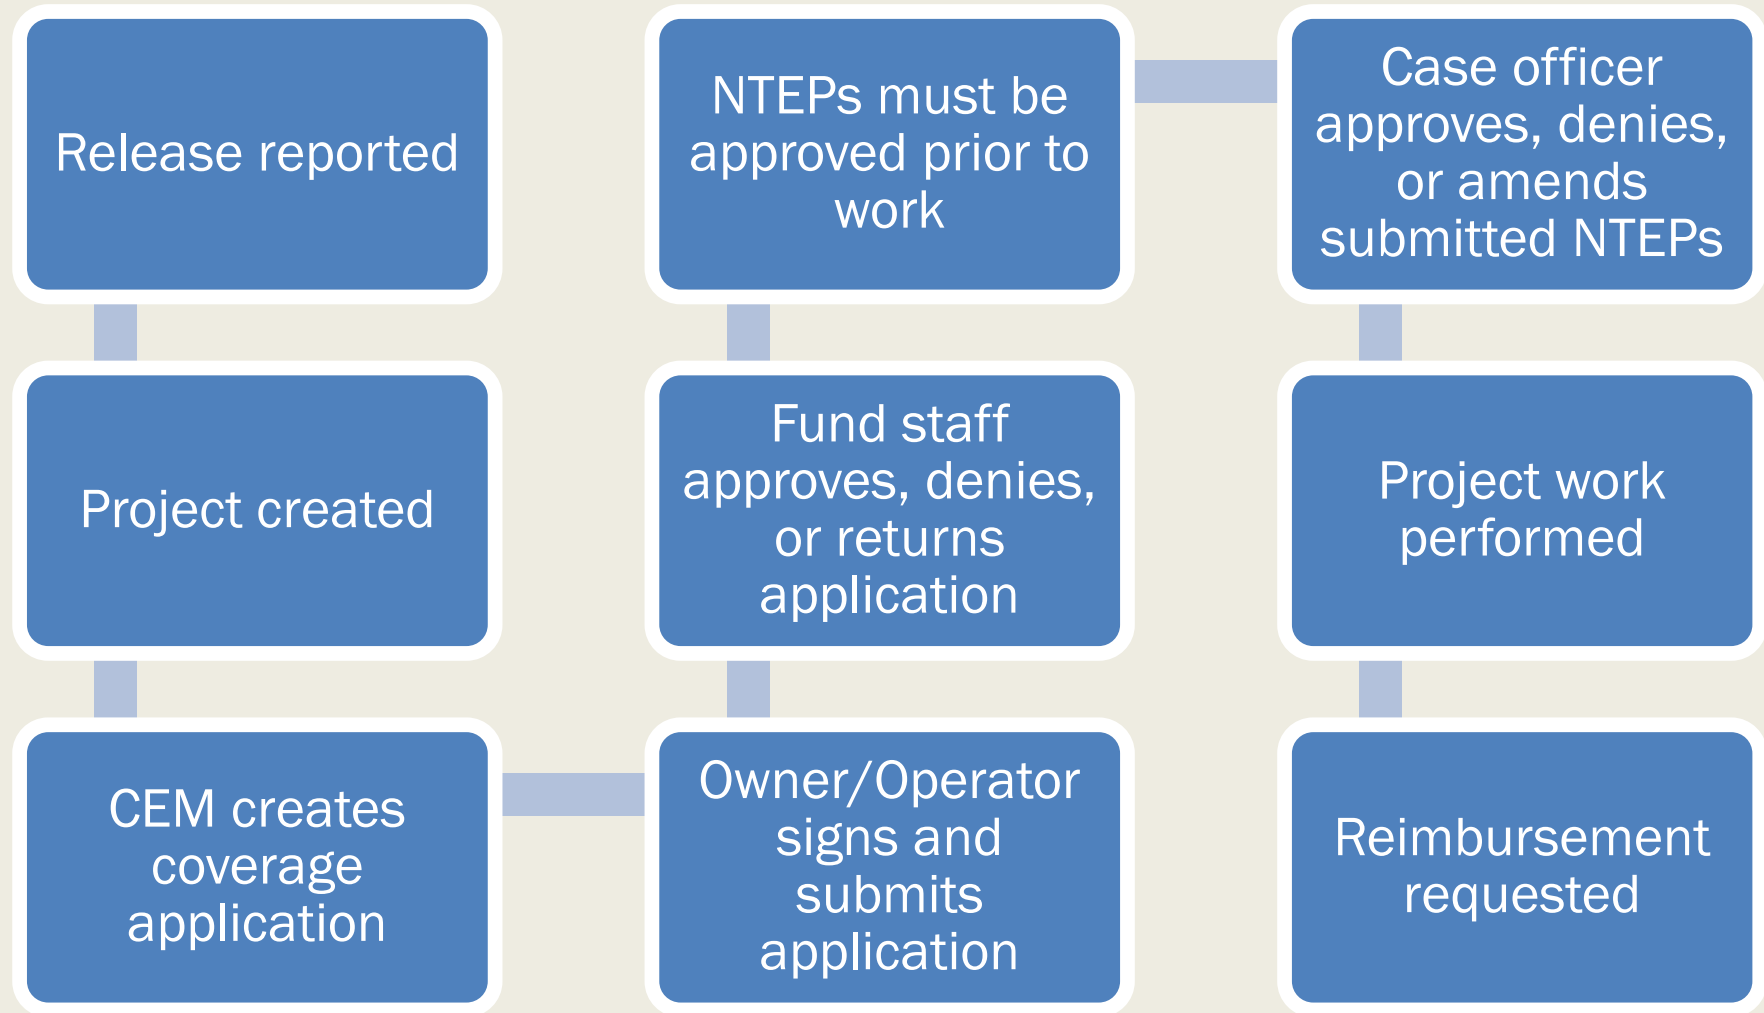 Release reported
Project created
CEM creates
coverage
application
Owner/Operator
signs and
submits
application
Fund staff
approves, denies,
or returns
application
NTEPs must be
approved prior to
work
Case officer
approves, denies,
or amends
submitted NTEPs
Project work
performed
Reimbursement
requested